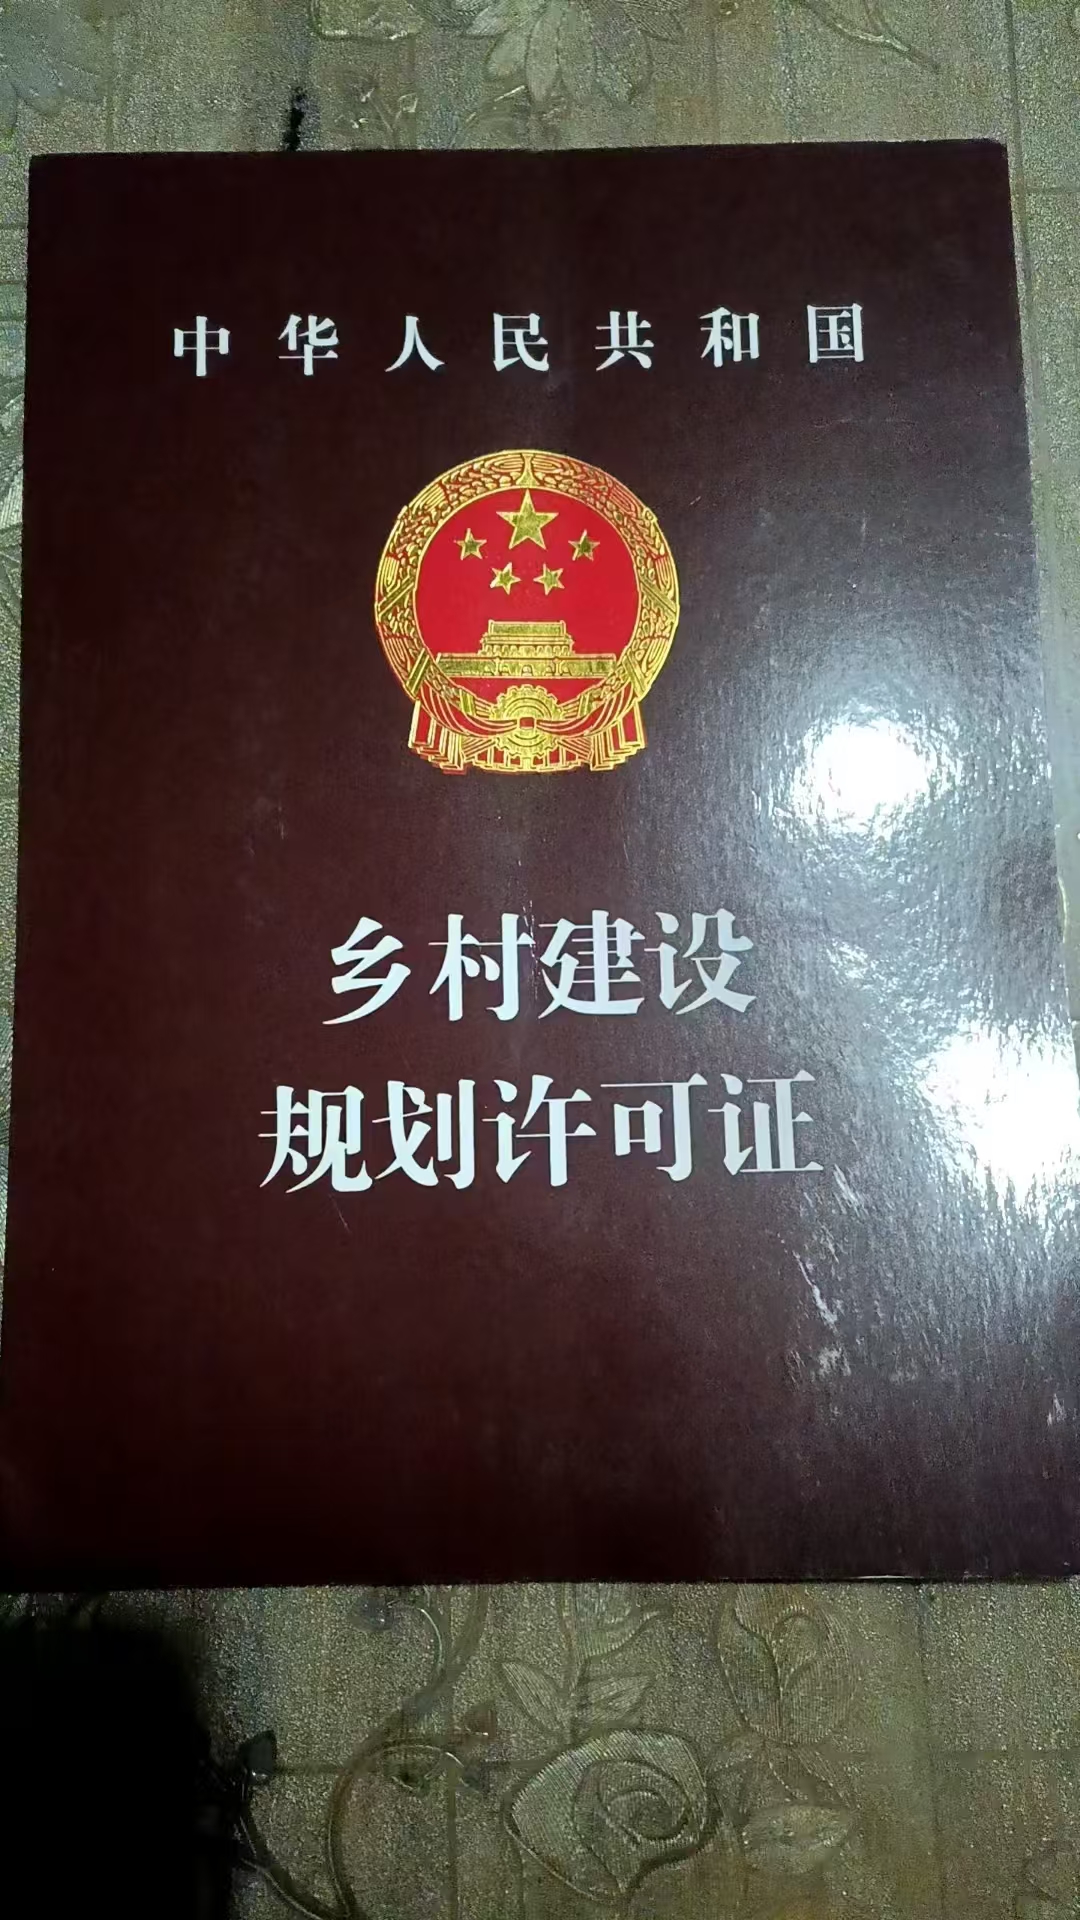 中华人民共和国
乡村建设
规划许可证